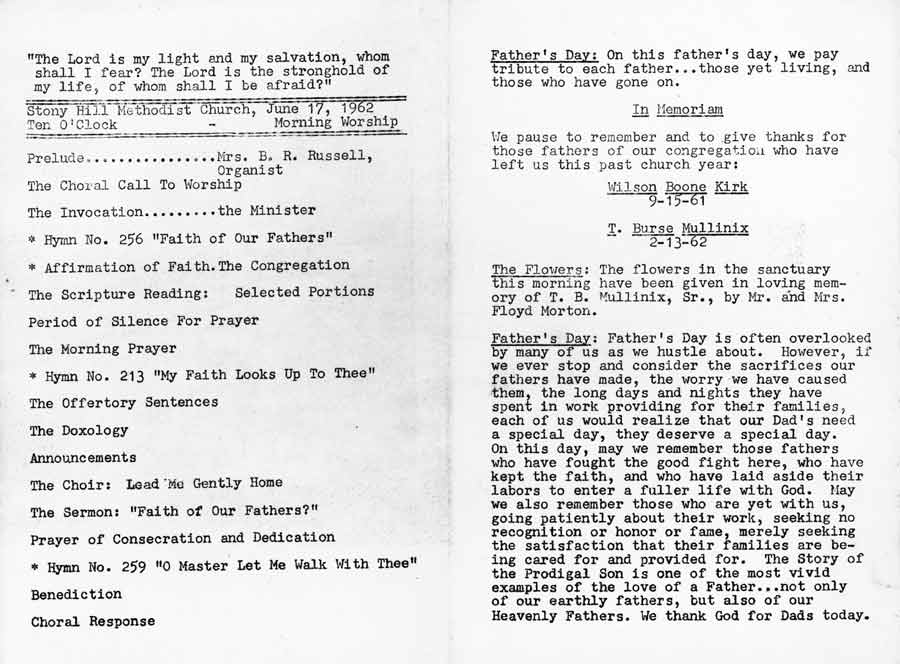 "The Lord is my light and my salvation, whom
shall I fear? The Lord is the stronghold of
my life, of whom shall I be afraid?"
Stony Hill Methodist Church, June 17, 1962
Ten O'Clock - Morning Worship
Prelude.................Mrs. B. R. Russell,
Organist
The Choral Call To Worship
The Invocation.........the Minister
* Hymn No. 256 "Faith of Our Fathers"
* Affirmation of Faith.The Congregation
The Scripture Reading: Selected Portions
Period of Silence For Prayer
The Morning Prayer
* Hymn No. 213 "My Faith Looks Up To Thee"
The Offertory Sentences
The Doxology
Announcements
The Choir: Lead Me Gently Home
The Sermon: "Faith of Our Fathers?"
Prayer of Consecration and Dedication
* Hymn No. 259 "O Master Let Me Walk With Thee"
Benediction
Choral Response
Father's Day: On this father's day, we pay
tribute to each father...those yet living, and
those who have gone on.
In Memoriam
We pause to remember and to give thanks for
those fathers of our congregation who have
left us this past church year:
Wilson Boone Kirk
9-15-61
T. Burse Mullinix
2-13-62
The Flowers: The flowers in the sanctuary
this morning have been given in loving mem-
ory of T. B. Mullinix, Sr., by Mr. and Mrs.
Floyd Morton.
Father's Day: Father's Day is often overlooked
by many of us as we hustle about. However, if
we ever stop and consider the sacrifices our
fathers have made, the worry we have caused
them, the long days and nights they have
spent in work providing for their families,
each of us would realize that our Dad's need
a special day, they deserve a special day.
On this day, may we remember those fathers
who have fought the good fight here, who have
kept the faith, and who have laid aside their
labors to enter a fuller life with God. May
we also remember those who are yet with us,
going patiently about their work, seeking no
recognition or honor or fame, merely seeking
the satisfaction that their families are be-
ing cared for and provided for. The Story of
the Prodigal Son is one of the most vivid
examples of the love of a Father...not only
of our earthly fathers, but also of our
Heavenly Fathers. We thank God for Dads today.